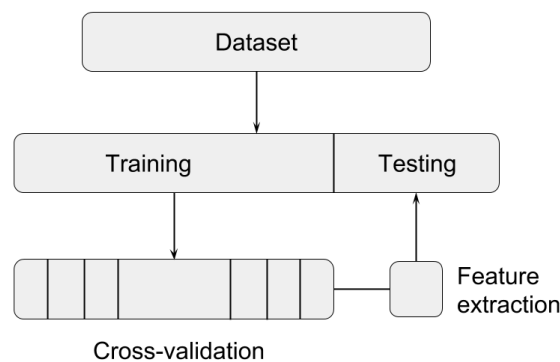 Dataset
Training
Testing
Feature
extraction
Cross-validation